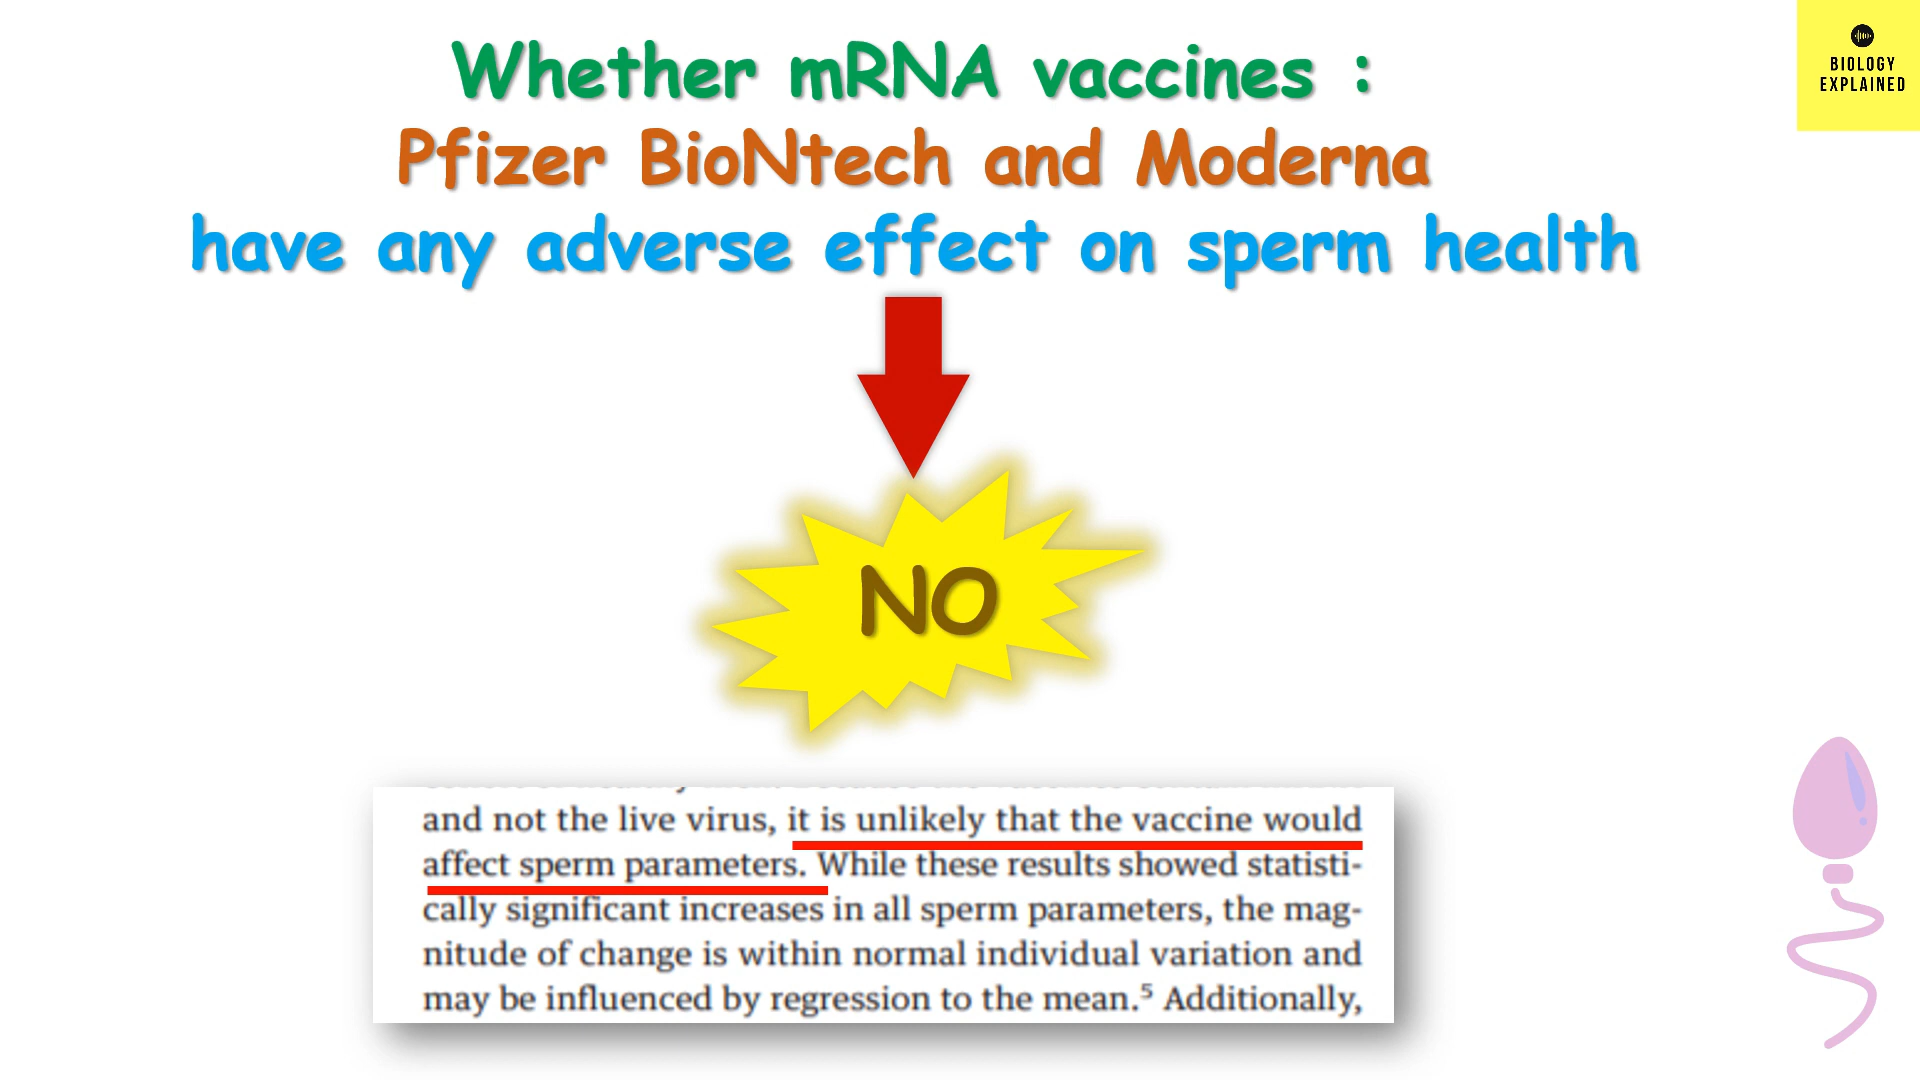 Whether mRNA vaccines :
Pfizer BioNtech and Moderna
have any adverse effect on sperm health
BIOLOGY
EXPLAINED
NO
and not the live virus, it is unlikely that the vaccine would
affect sperm parameters. While these results showed statisti-
cally significant increases in all sperm parameters, the mag-
nitude of change is within normal individual variation and
may be influenced by regression to the mean.⁵ Additionally,